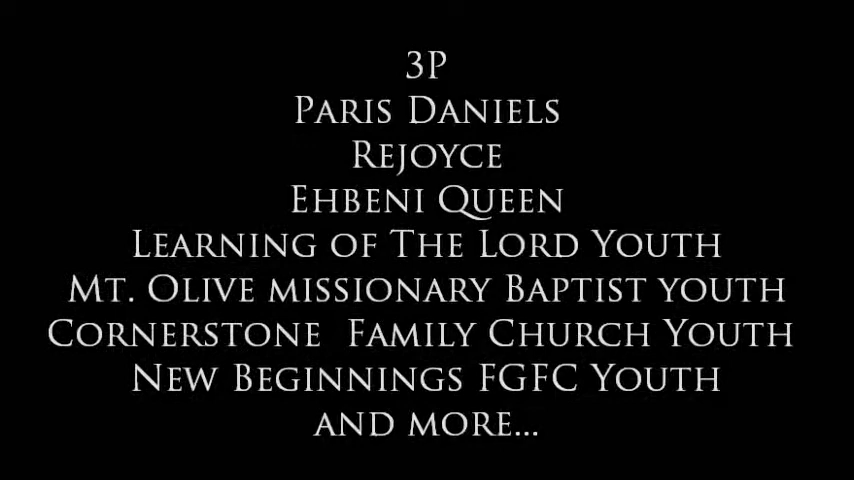 3P
Paris Daniels
Rejoyce
Ehbeni Queen
Learning of The Lord Youth
Mt. Olive missionary Baptist youth
Cornerstone Family Church Youth
New Beginnings FGFC Youth
and more...